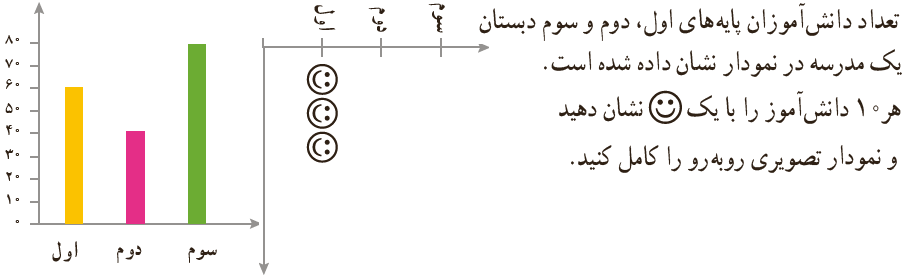 تعداد دانش‌آموزان پایه‌های اول، دوم و سوم دبستان
یک مدرسه در نمودار نشان داده شده است.
هر ۱۰ دانش‌آموز را با یک نشان دهید
و نمودار تصویری روبه‌رو را کامل کنید.
اول
دوم
سوم
۸۰
۷۰
۶۰
۵۰
۴۰
۳۰
۲۰
۱۰
۰
اول دوم سوم